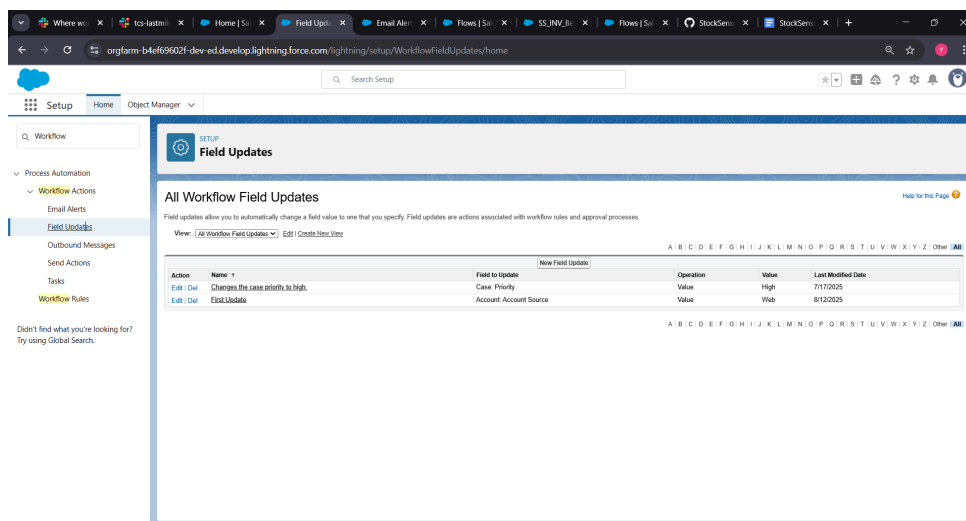 Where wo
tcs-lastmil
Home | Sa
Field Upda
Email Alert
Flows | Sal
SS_INV_Be
Flows | Sal
StockSens
StockSens
orgfarm-b4ef69602f-dev-ed.develop.lightning.force.com/lightning/setup/WorkflowFieldUpdates/home
Y
Search Setup
Setup Home Object Manager
Workflow
Process Automation
Workflow Actions
Email Alerts
Field Updates
Outbound Messages
Send Actions
Tasks
Workflow Rules
Didn't find what you're looking for?
Try using Global Search.
SETUP
Field Updates
All Workflow Field Updates
Help for this Page
Field updates allow you to automatically change a field value to one that you specify. Field updates are actions associated with workflow rules and approval processes.
View: All Workflow Field Updates Edit | Create New View
A | B | C | D | E | F | G | H | I | J | K | L | M | N | O | P | Q | R | S | T | U | V | W | X | Y | Z | Other All
New Field Update
Action Name Field to Update Operation Value Last Modified Date
Edit | Del Changes the case priority to high. Case: Priority Value High 7/17/2025
Edit | Del First Update Account: Account Source Value Web 8/12/2025
A | B | C | D | E | F | G | H | I | J | K | L | M | N | O | P | Q | R | S | T | U | V | W | X | Y | Z | Other All